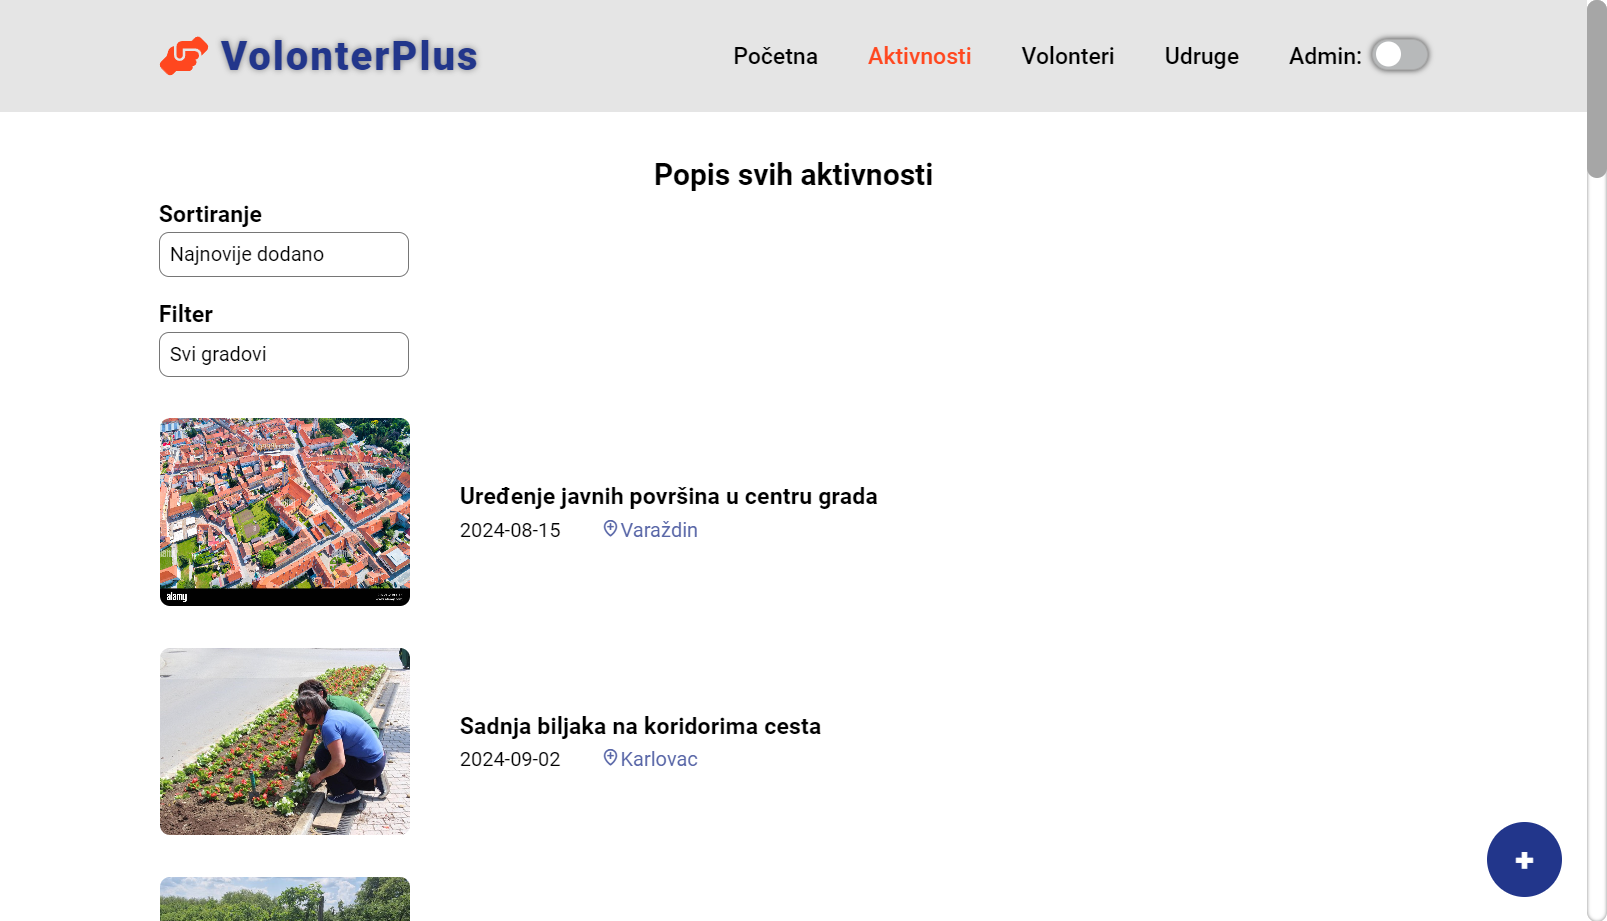 VolonterPlus
Početna
Aktivnosti
Volonteri
Udruge
Admin:
Popis svih aktivnosti
Sortiranje
Najnovije dodano
Filter
Svi gradovi
Uređenje javnih površina u centru grada
2024-08-15
Varaždin
alamy
Sadnja biljaka na koridorima cesta
2024-09-02
Karlovac